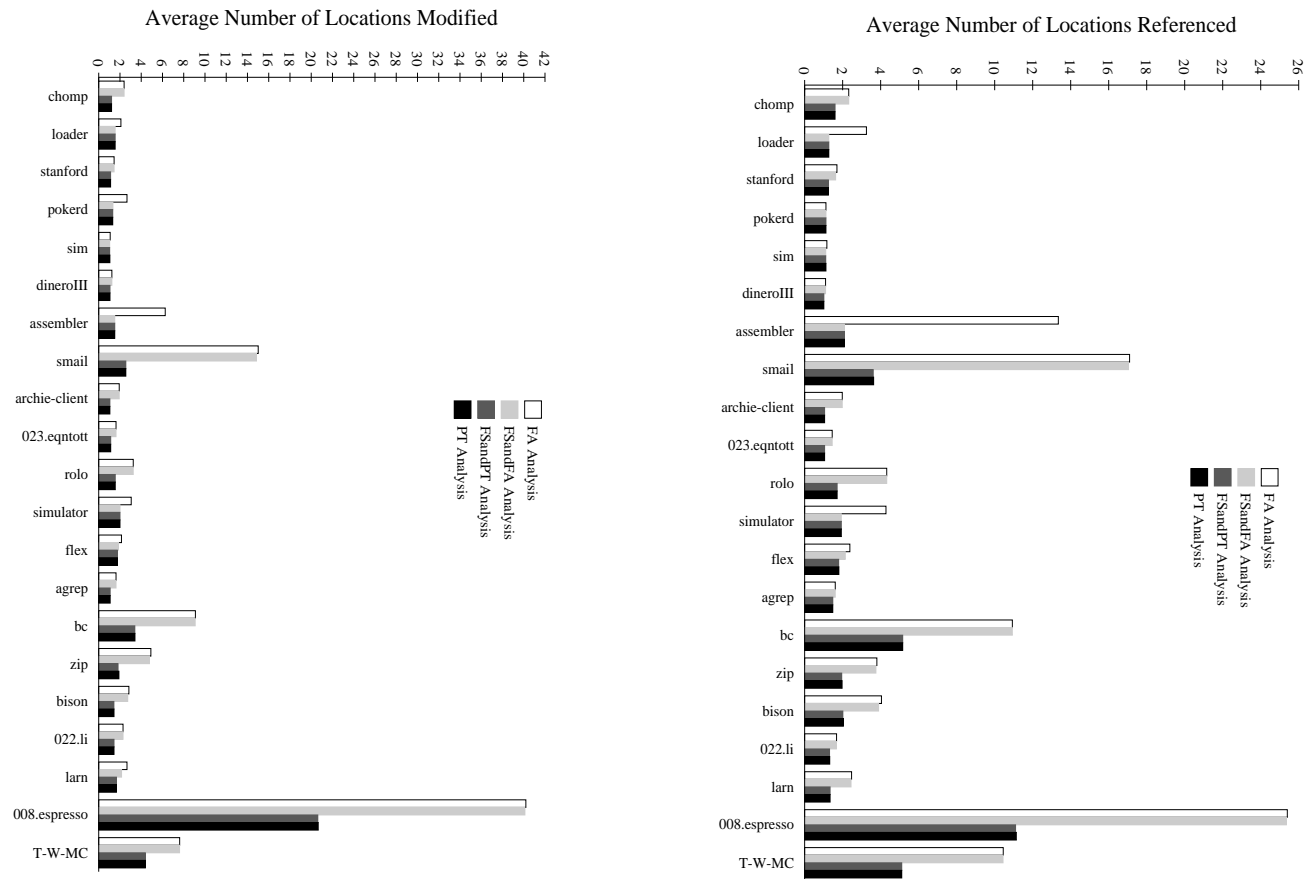 Average Number of Locations Modified
0
2
4
6
8
10
12
14
16
18
20
22
24
26
28
30
32
34
36
38
40
42
chomp
loader
stanford
pokerd
sim
dineroIII
assembler
smail
archie-client
023.eqntott
rolo
simulator
flex
agrep
bc
zip
bison
022.li
larn
008.espresso
T-W-MC
FA Analysis
FSandFA Analysis
FSandPT Analysis
PT Analysis
Average Number of Locations Referenced
0
2
4
6
8
10
12
14
16
18
20
22
24
26
chomp
loader
stanford
pokerd
sim
dineroIII
assembler
smail
archie-client
023.eqntott
rolo
simulator
flex
agrep
bc
zip
bison
022.li
larn
008.espresso
T-W-MC
FA Analysis
FSandFA Analysis
FSandPT Analysis
PT Analysis